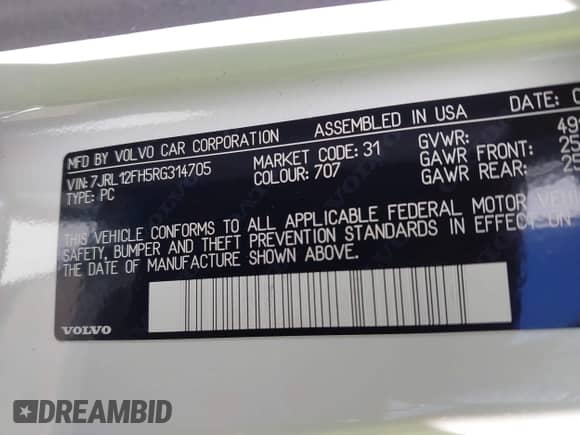 MFD BY VOLVO CAR CORPORATION ASSEMBLED IN USA DATE:
VIN: 7JRL12FH5RG314705 MARKET CODE: 31 GVWR:
TYPE: PC COLOUR: 707 GAWR FRONT:
GAWR REAR:
THIS VEHICLE CONFORMS TO ALL APPLICABLE FEDERAL MOTOR
SAFETY, BUMPER AND THEFT PREVENTION STANDARDS IN EFFECT ON
THE DATE OF MANUFACTURE SHOWN ABOVE.
VOLVO
DREAMBID